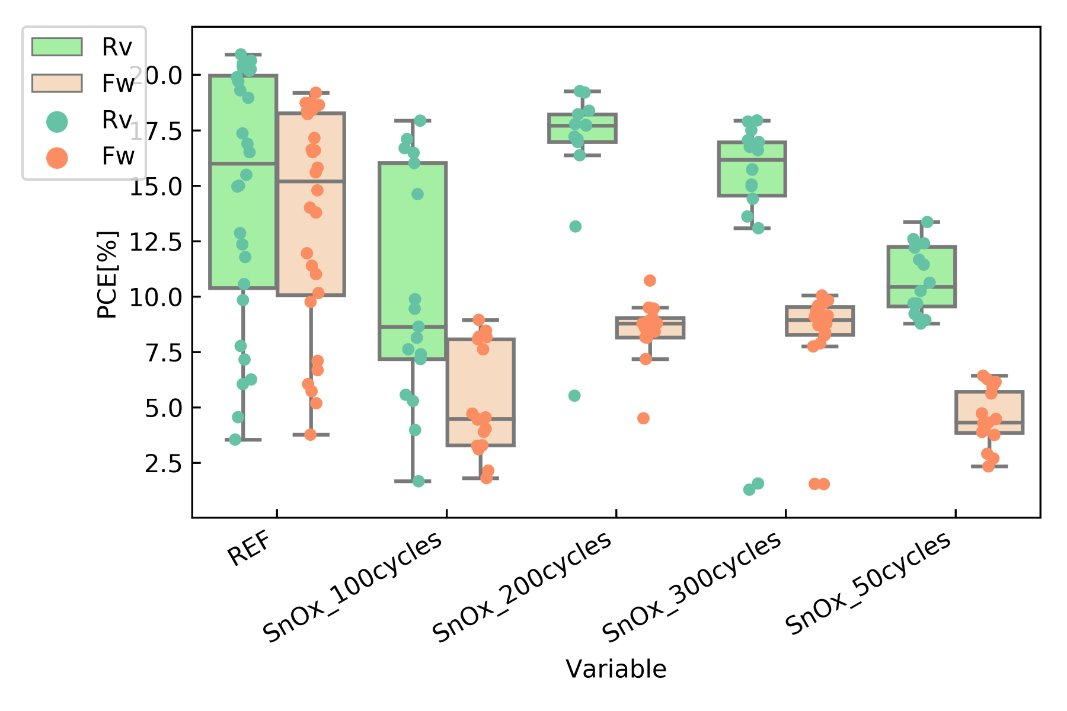 Rv
Fw
Rv
Fw
20.0
17.5
15.0
12.5
10.0
7.5
5.0
2.5
PCE[%]
REF
SnOx_100cycles
SnOx_200cycles
SnOx_300cycles
SnOx_50cycles
Variable